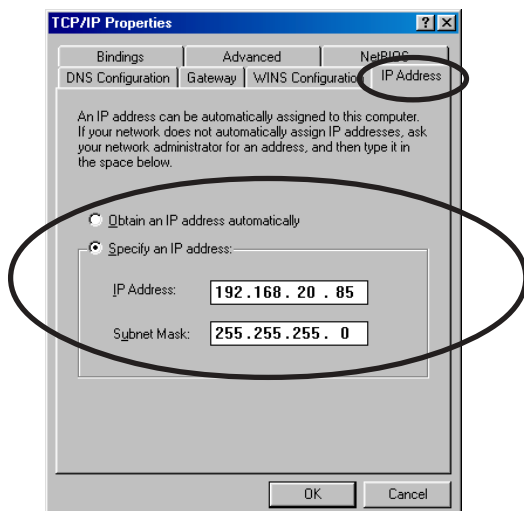 TCP/IP Properties
Bindings Advanced NetBIOS
DNS Configuration Gateway WINS Configuration IP Address
An IP address can be automatically assigned to this computer.
If your network does not automatically assign IP addresses, ask
your network administrator for an address, and then type it in
the space below.
Obtain an IP address automatically
Specify an IP address:
IP Address: 192.168.20.85
Subnet Mask: 255.255.255.0
OK Cancel